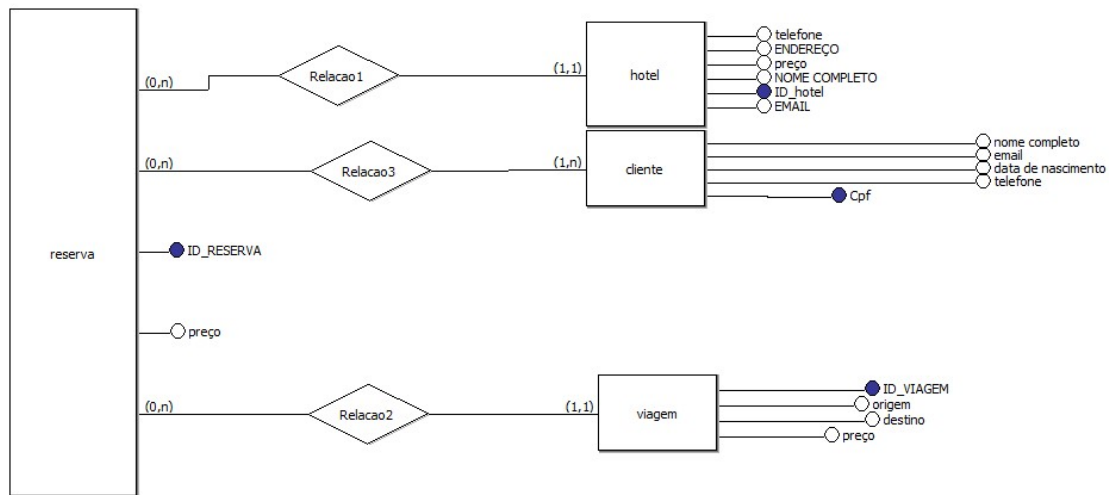 telefone
ENDEREÇO
preço
NOME COMPLETO
ID_hotel
EMAIL
hotel
(0,n)
Relacao1
(1,1)
nome completo
email
data de nascimento
telefone
Cpf
cliente
(0,n)
Relacao3
(1,n)
reserva
ID_RESERVA
preço
(0,n)
Relacao2
(1,1)
viagem
ID_VIAGEM
origem
destino
preço